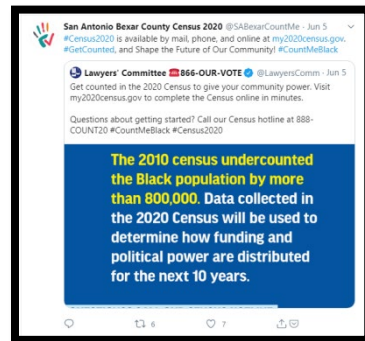 San Antonio Bexar County Census 2020 @SABexarCountMe · Jun 5
#Census2020 is available by mail, phone, and online at my2020census.gov.
#GetCounted, and Shape the Future of Our Community! #CountMeBlack
Lawyers' Committee ☎866-OUR-VOTE @LawyersComm · Jun 5
Get counted in the 2020 Census to give your community power. Visit
my2020census.gov to complete the Census online in minutes.
Questions about getting started? Call our Census hotline at 888-
COUNT20 #CountMeBlack #Census2020
The 2010 census undercounted
the Black population by more
than 800,000. Data collected in
the 2020 Census will be used to
determine how funding and
political power are distributed
for the next 10 years.
6 7